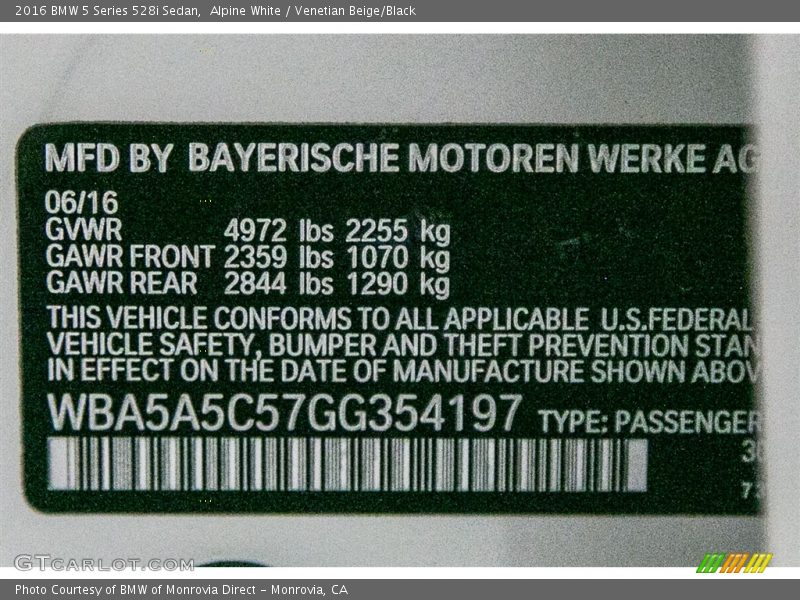 2016 BMW 5 Series 528i Sedan,  Alpine White / Venetian Beige/Black
MFD BY BAYERISCHE MOTOREN WERKE AG
06/16
GVWR 4972 lbs 2255 kg
GAWR FRONT 2359 lbs 1070 kg
GAWR REAR 2844 lbs 1290 kg
THIS VEHICLE CONFORMS TO ALL APPLICABLE U.S.FEDERAL
VEHICLE SAFETY, BUMPER AND THEFT PREVENTION STAN
IN EFFECT ON THE DATE OF MANUFACTURE SHOWN ABOV
WBA5A5C57GG354197 TYPE: PASSENGER
GTCARLOT.COM
Photo Courtesy of BMW of Monrovia Direct - Monrovia, CA